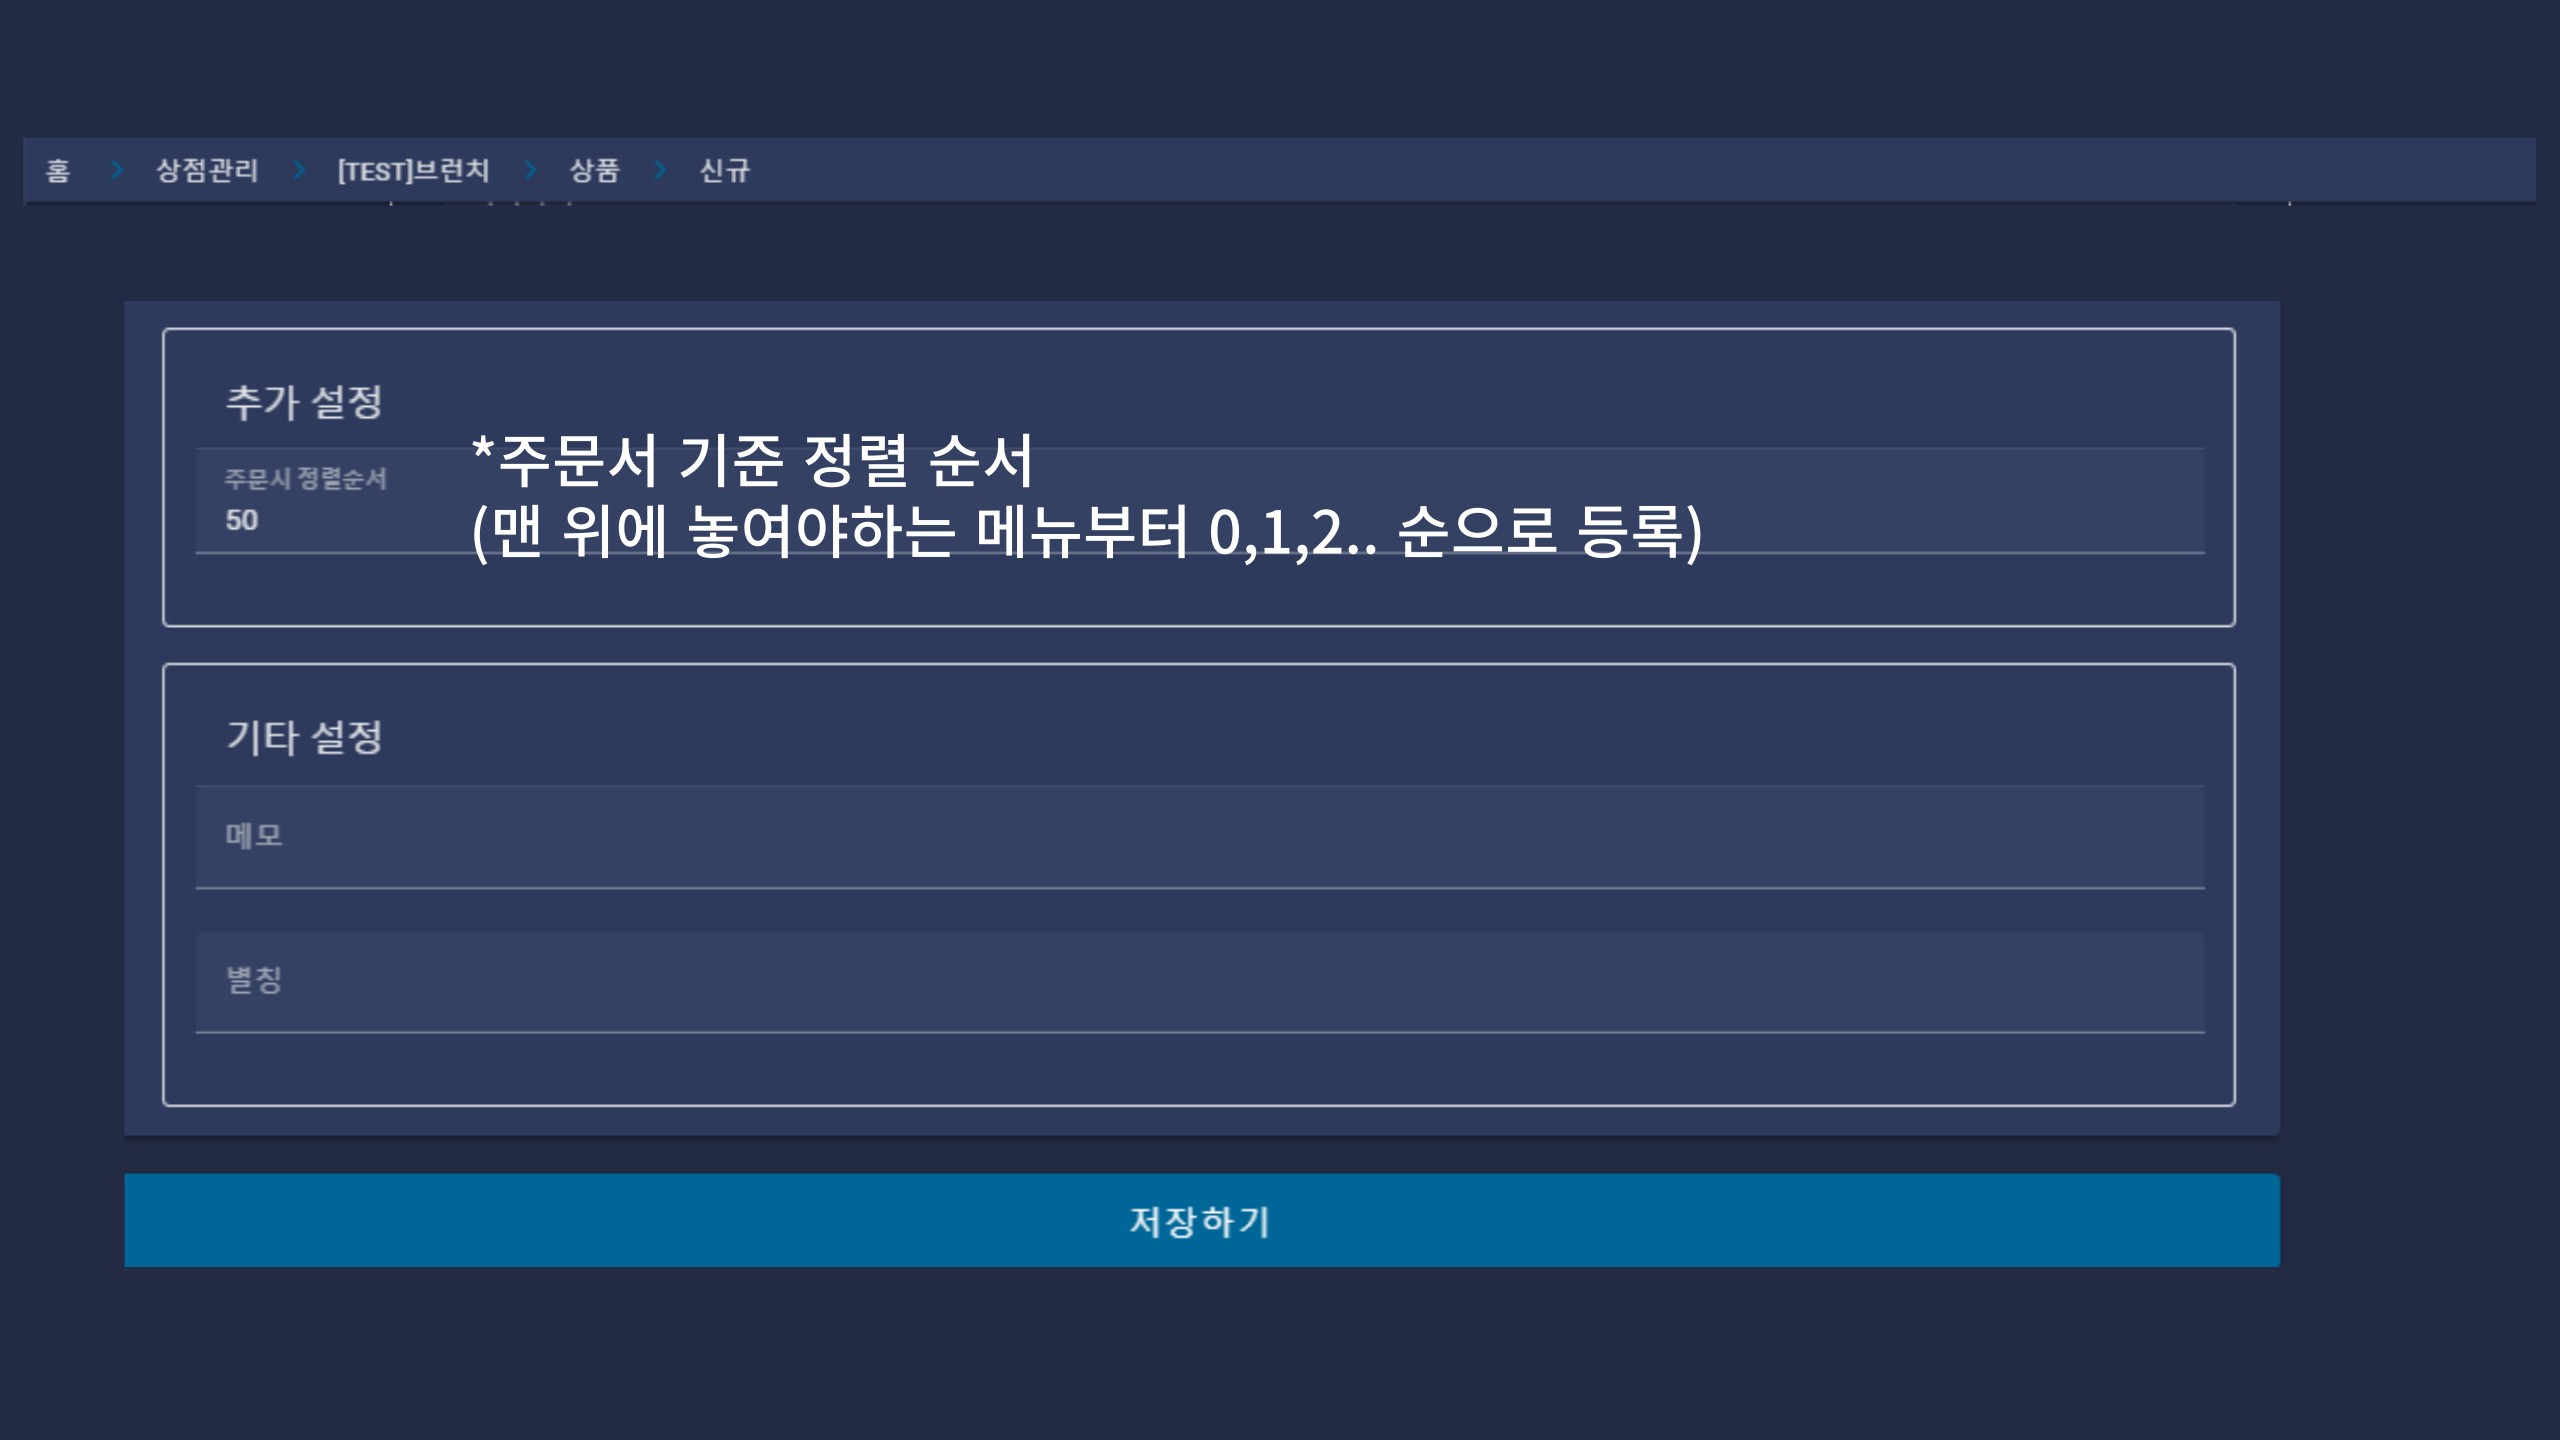 홈 > 상점관리 > [TEST]브런치 > 상품 > 신규
추가 설정
*주문서 기준 정렬 순서
주문시 정렬순서
50
(맨 위에 놓여야하는 메뉴부터 0,1,2.. 순으로 등록)
기타 설정
메모
별칭
저장하기